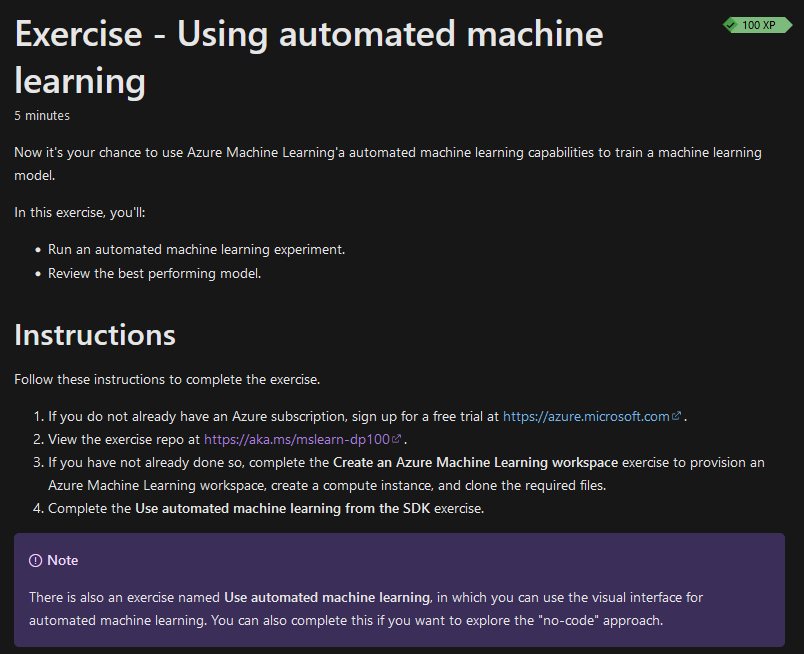 Exercise - Using automated machine
learning
100 XP
5 minutes
Now it's your chance to use Azure Machine Learning'a automated machine learning capabilities to train a machine learning
model.
In this exercise, you'll:
• Run an automated machine learning experiment.
• Review the best performing model.
Instructions
Follow these instructions to complete the exercise.
1. If you do not already have an Azure subscription, sign up for a free trial at https://azure.microsoft.com .
2. View the exercise repo at https://aka.ms/mslearn-dp100 .
3. If you have not already done so, complete the Create an Azure Machine Learning workspace exercise to provision an
Azure Machine Learning workspace, create a compute instance, and clone the required files.
4. Complete the Use automated machine learning from the SDK exercise.
Note
There is also an exercise named Use automated machine learning, in which you can use the visual interface for
automated machine learning. You can also complete this if you want to explore the "no-code" approach.